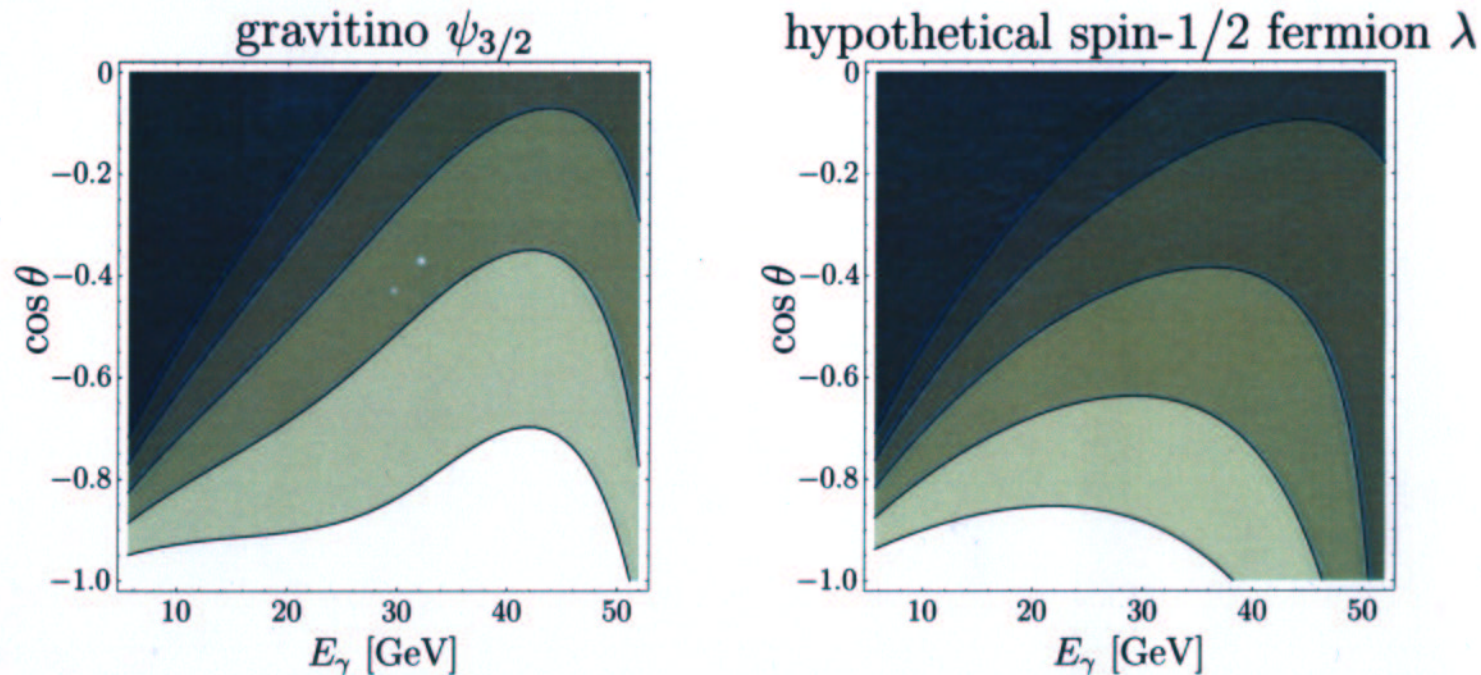 gravitino ψ3/2
0
−0.2
−0.4
−0.6
−0.8
−1.0
cos θ
10 20 30 40 50
Eγ [GeV]
hypothetical spin-1/2 fermion λ
0
−0.2
−0.4
−0.6
−0.8
−1.0
cos θ
10 20 30 40 50
Eγ [GeV]